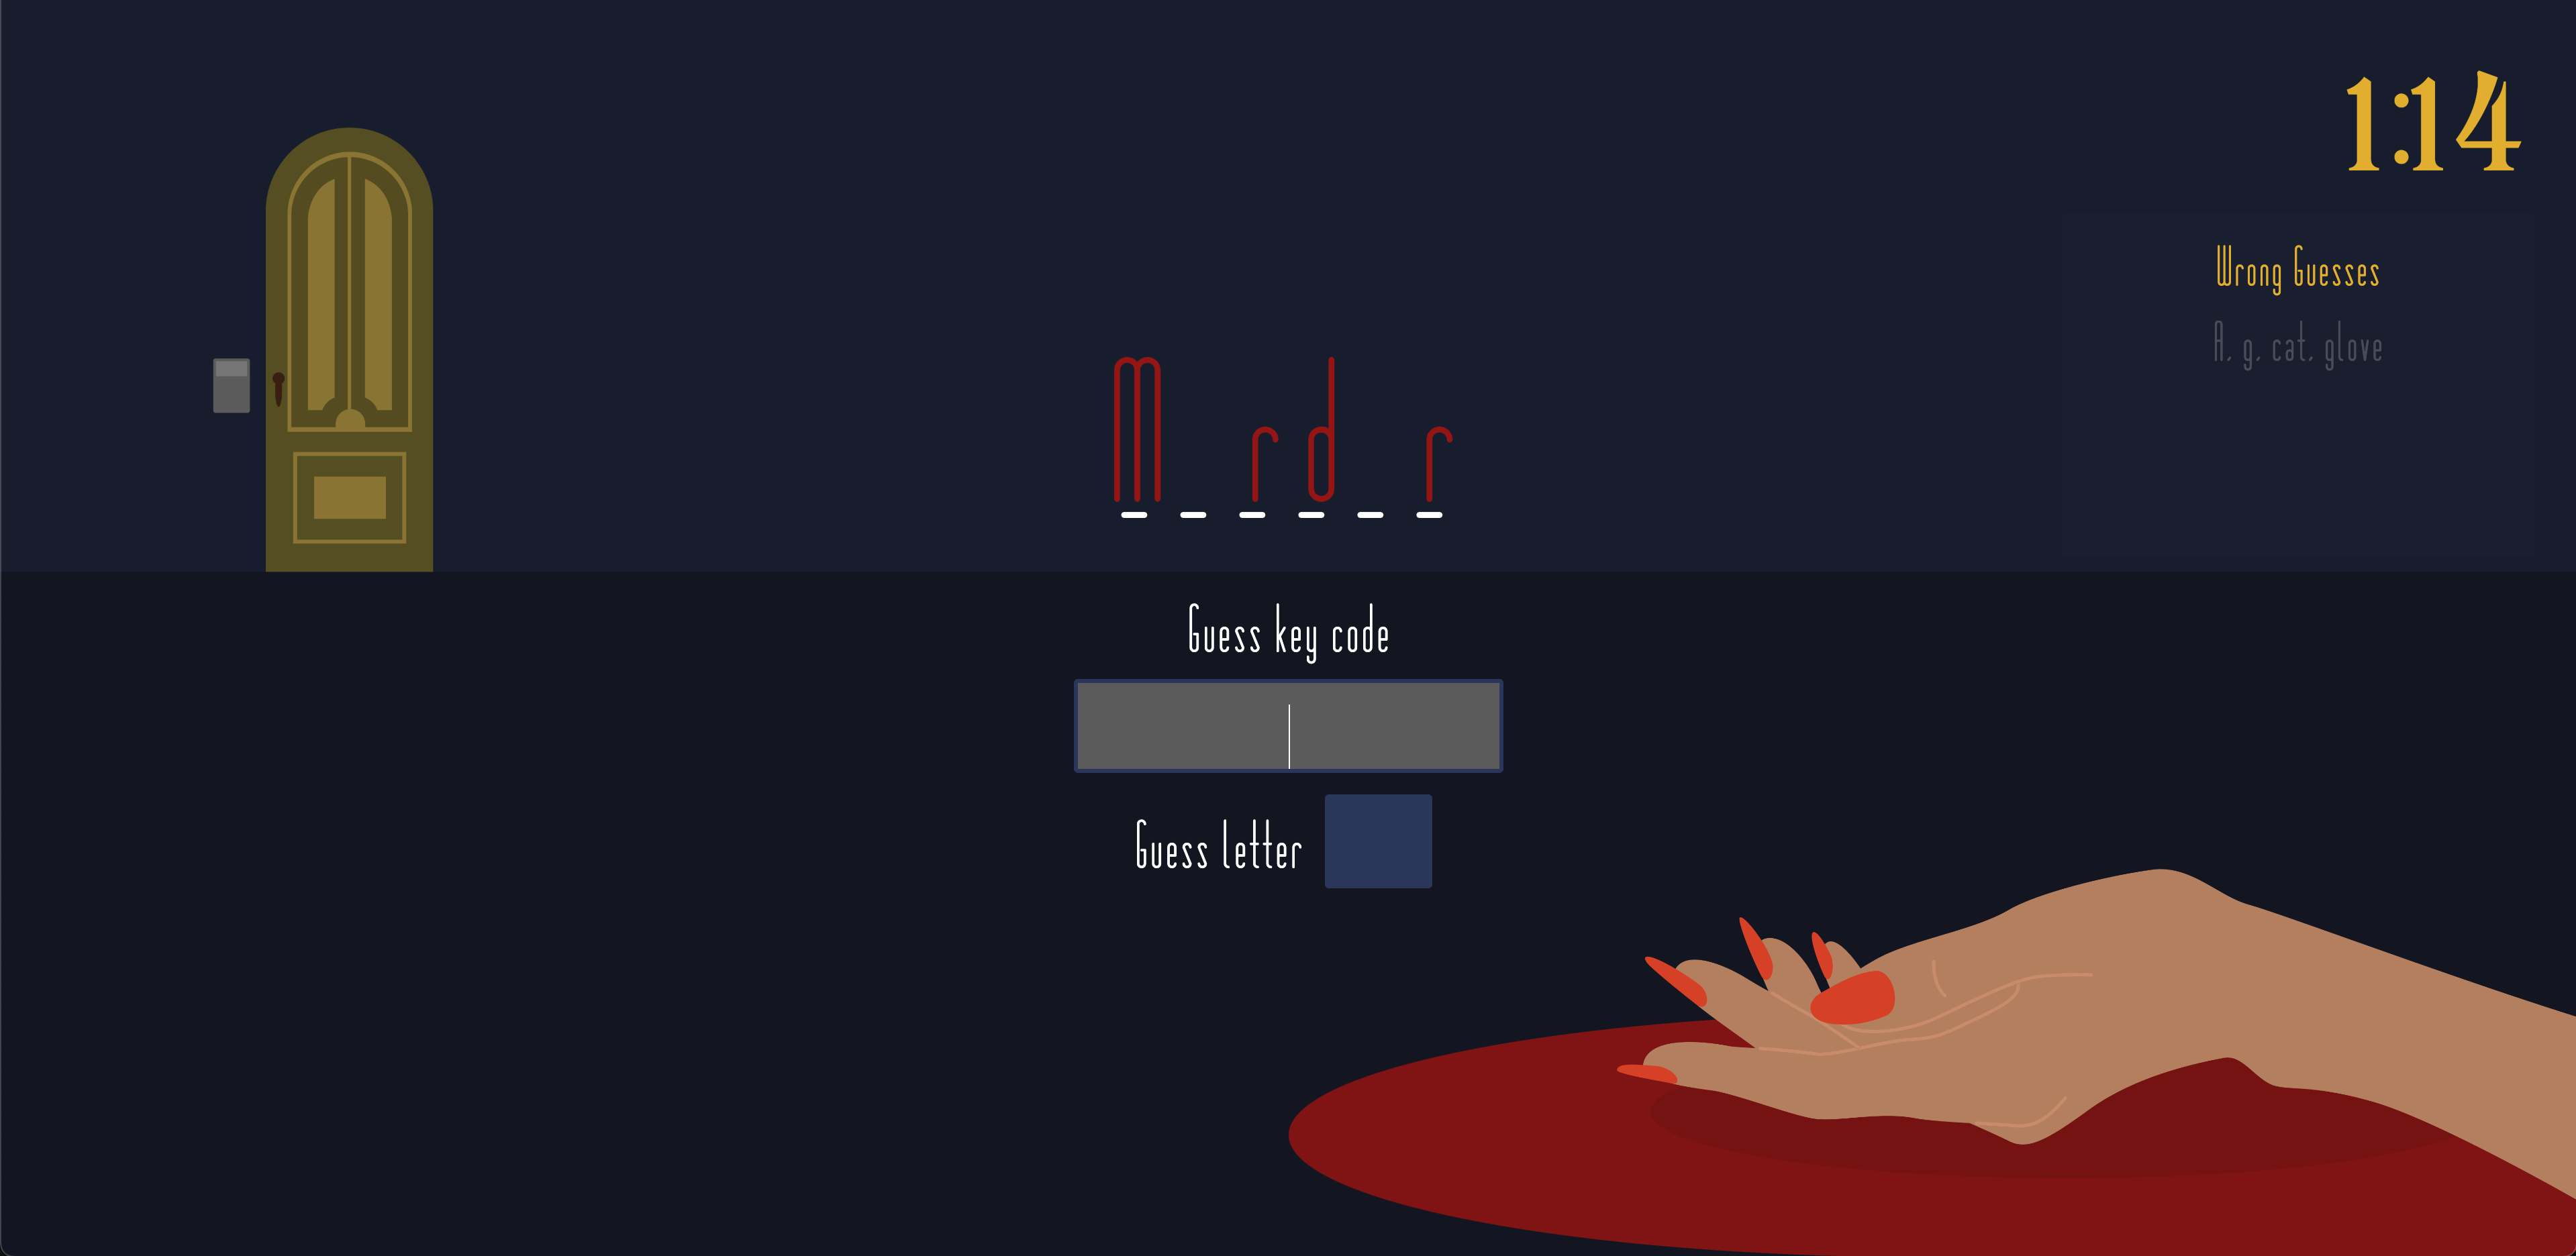 1:14
Wrong Guesses
A, g, cat, glove
M_rd_r
Guess key code
Guess letter